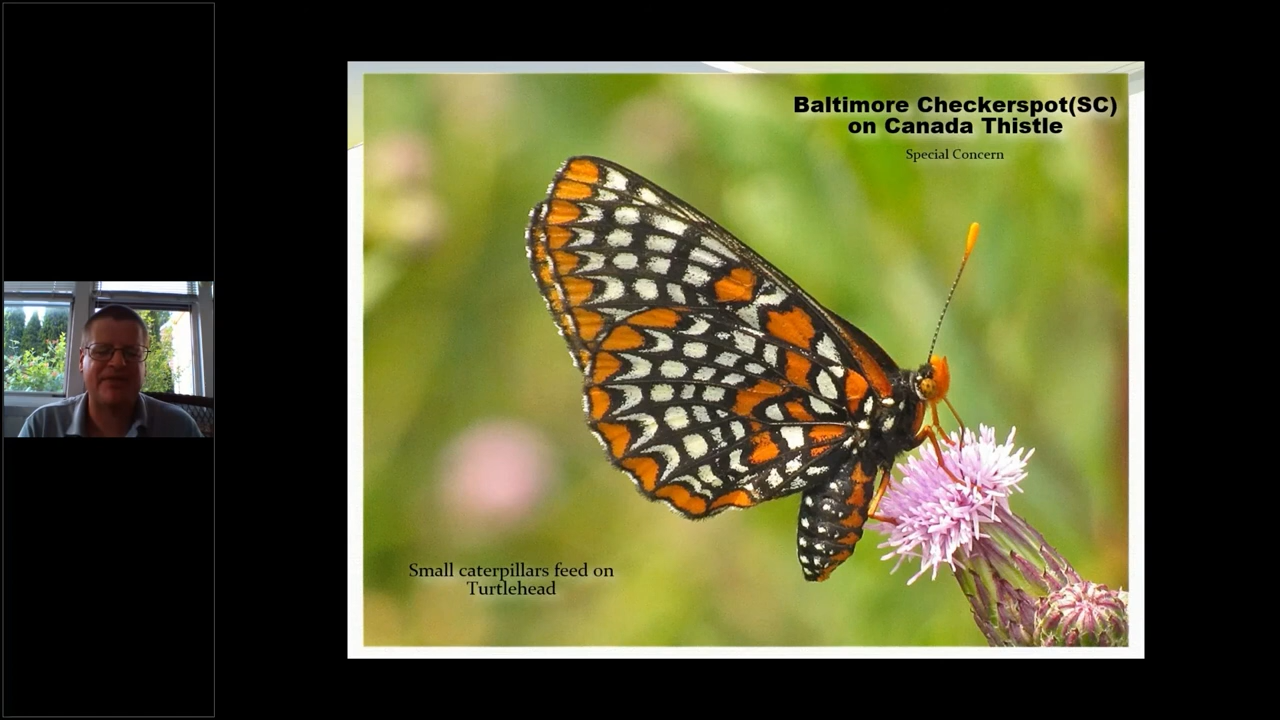 Baltimore Checkerspot(SC)
on Canada Thistle
Special Concern
Small caterpillars feed on
Turtlehead